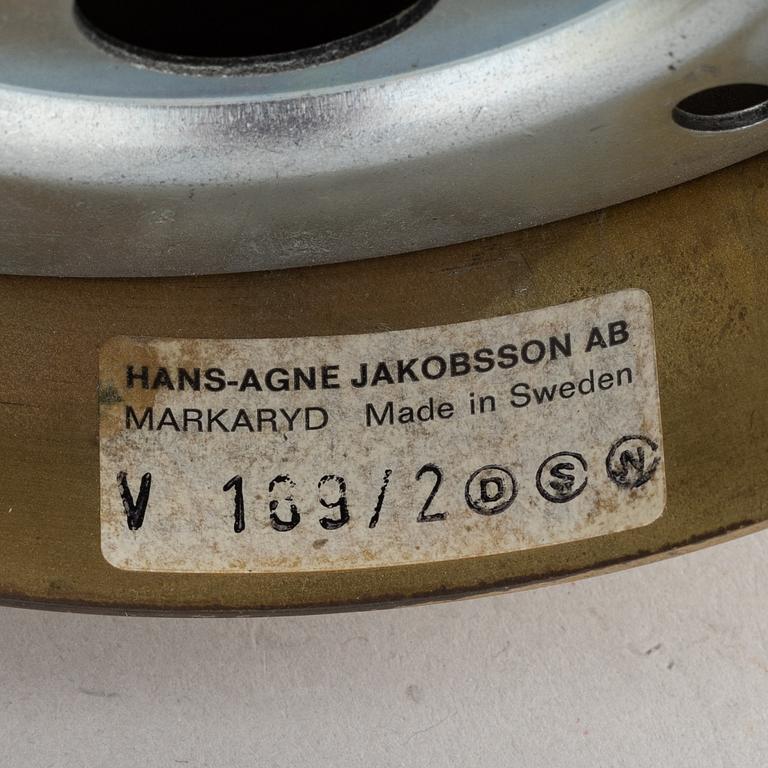 HANS-AGNE JAKOBSSON AB
MARKARYD Made in Sweden
V 169/2 D S N